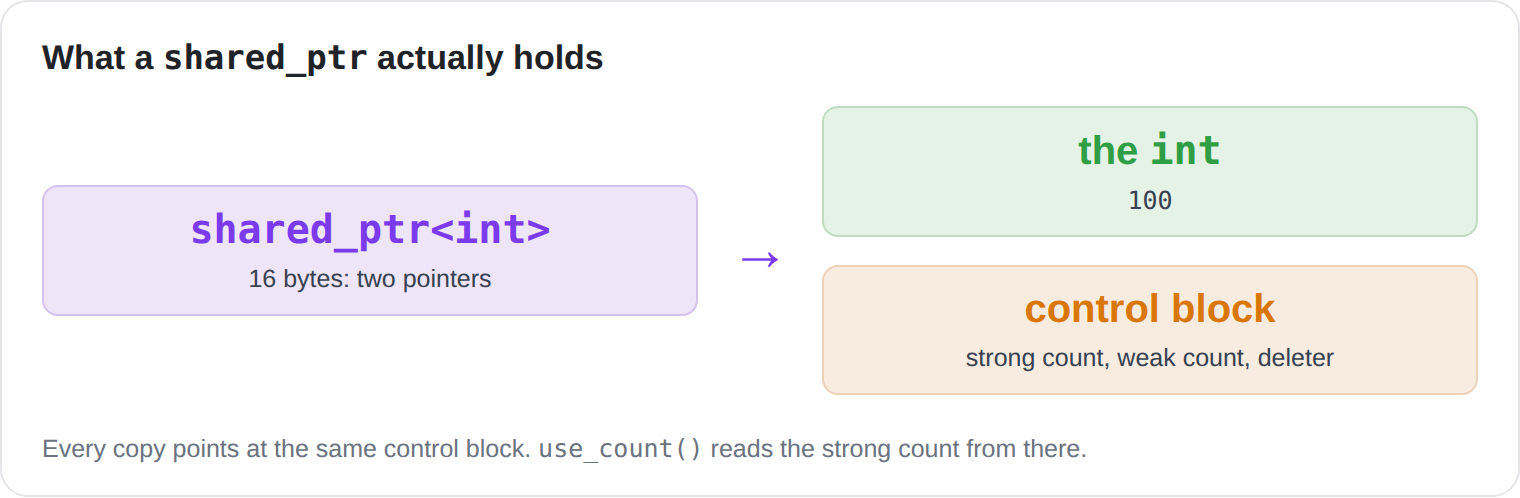 What a shared_ptr actually holds
shared_ptr<int>
16 bytes: two pointers
→
the int
100
control block
strong count, weak count, deleter
Every copy points at the same control block. use_count() reads the strong count from there.